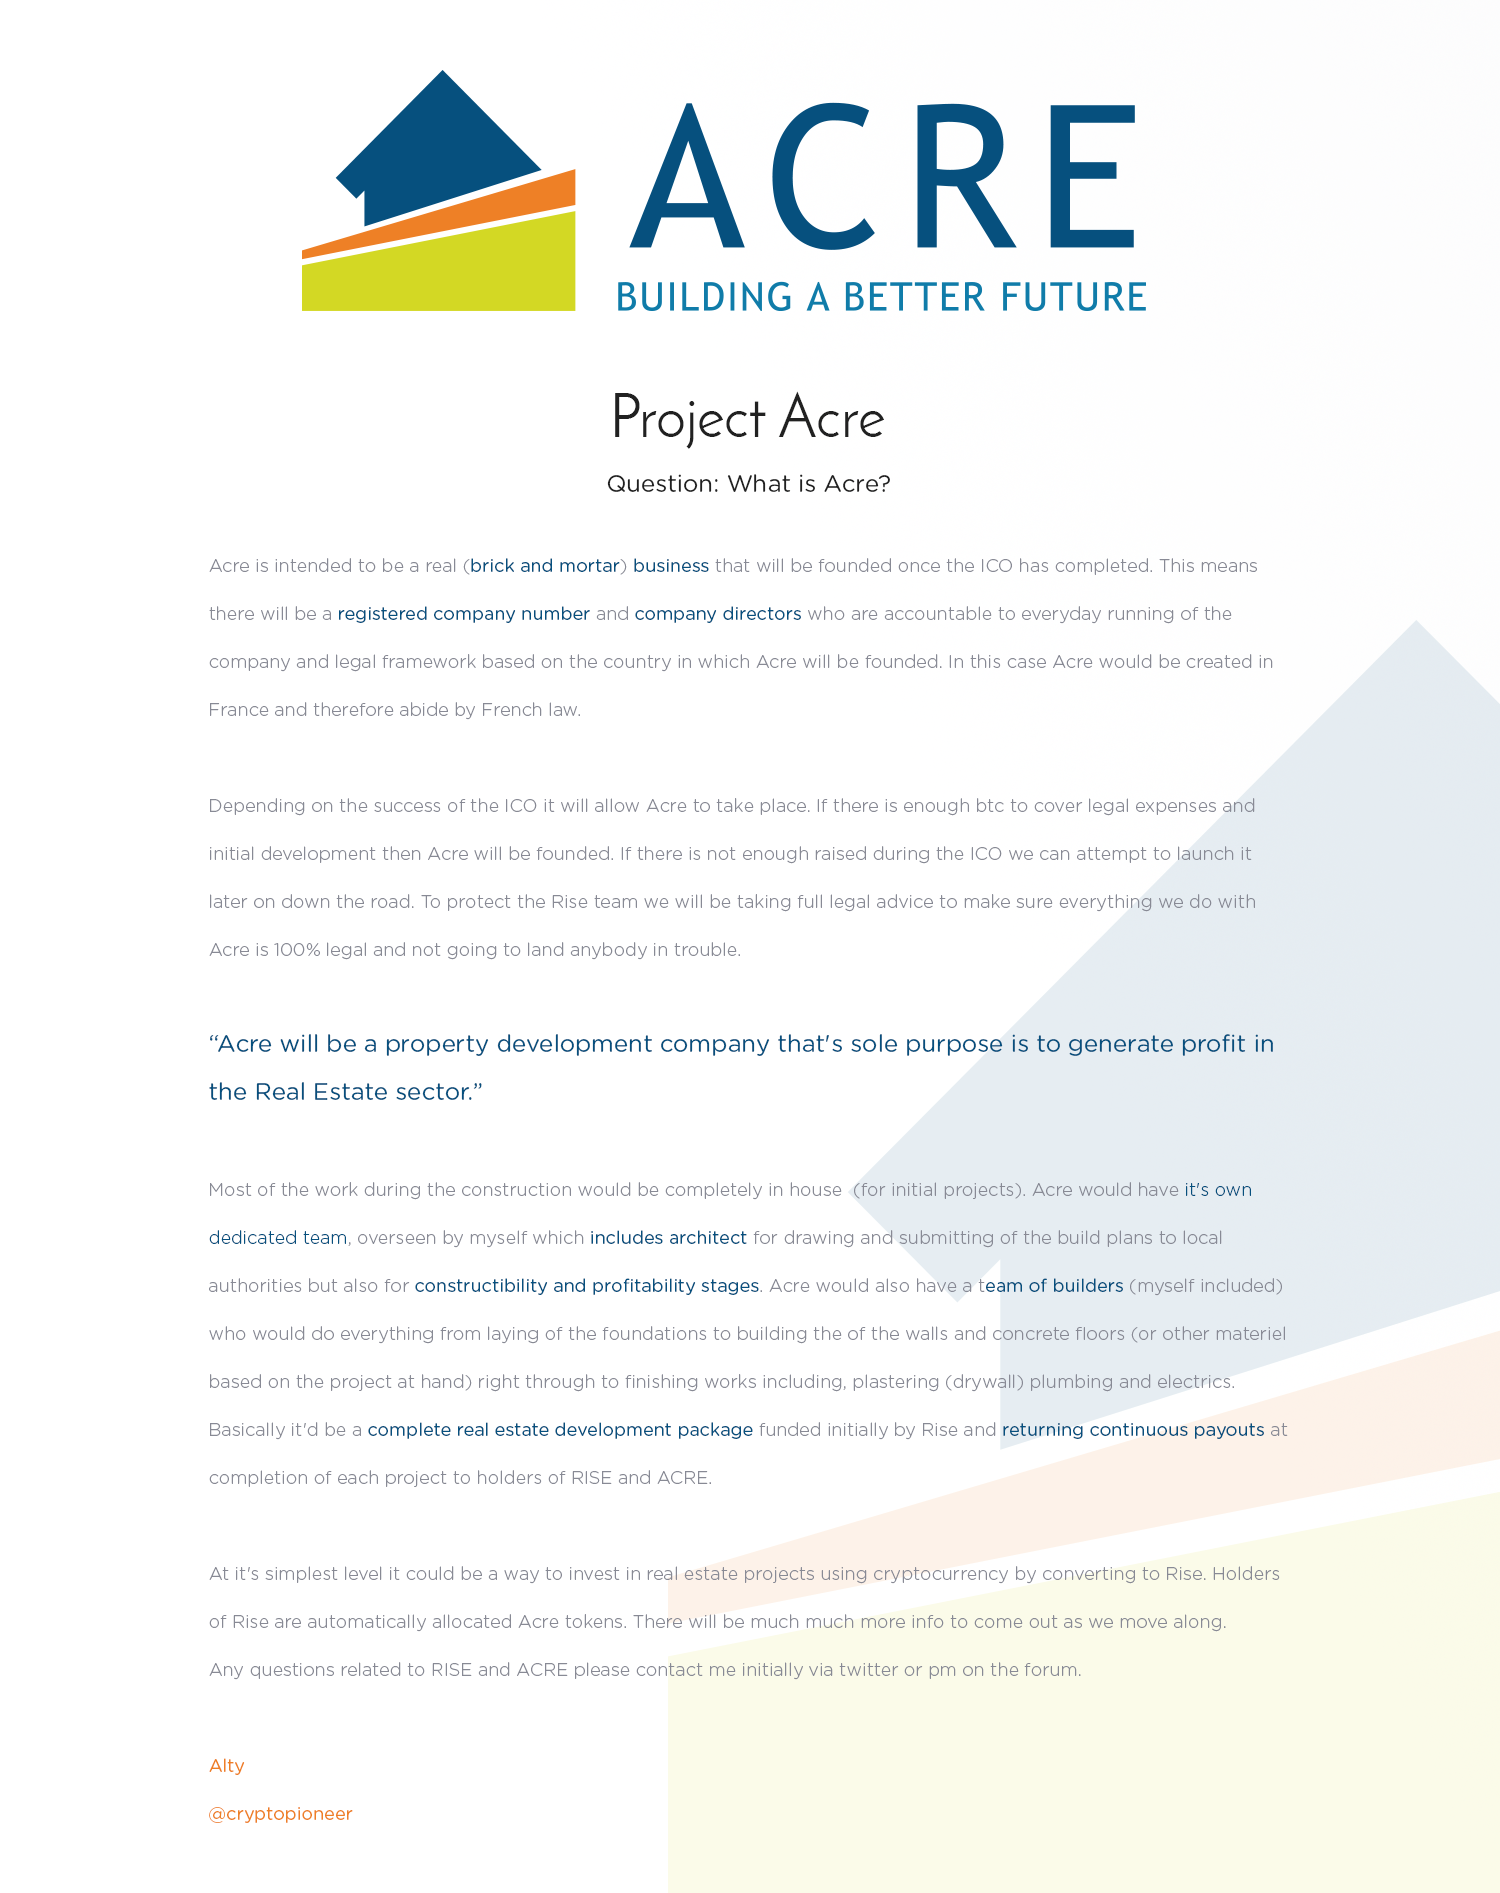 ACRE
BUILDING A BETTER FUTURE
Project Acre
Question: What is Acre?
Acre is intended to be a real (brick and mortar) business that will be founded once the ICO has completed. This means
there will be a registered company number and company directors who are accountable to everyday running of the
company and legal framework based on the country in which Acre will be founded. In this case Acre would be created in
France and therefore abide by French law.
Depending on the success of the ICO it will allow Acre to take place. If there is enough btc to cover legal expenses and
initial development then Acre will be founded. If there is not enough raised during the ICO we can attempt to launch it
later on down the road. To protect the Rise team we will be taking full legal advice to make sure everything we do with
Acre is 100% legal and not going to land anybody in trouble.
“Acre will be a property development company that's sole purpose is to generate profit in
the Real Estate sector.”
Most of the work during the construction would be completely in house (for initial projects). Acre would have it's own
dedicated team, overseen by myself which includes architect for drawing and submitting of the build plans to local
authorities but also for constructibility and profitability stages. Acre would also have a team of builders (myself included)
who would do everything from laying of the foundations to building the of the walls and concrete floors (or other materiel
based on the project at hand) right through to finishing works including, plastering (drywall) plumbing and electrics.
Basically it'd be a complete real estate development package funded initially by Rise and returning continuous payouts at
completion of each project to holders of RISE and ACRE.
At it's simplest level it could be a way to invest in real estate projects using cryptocurrency by converting to Rise. Holders
of Rise are automatically allocated Acre tokens. There will be much much more info to come out as we move along.
Any questions related to RISE and ACRE please contact me initially via twitter or pm on the forum.
Alty
@cryptopioneer